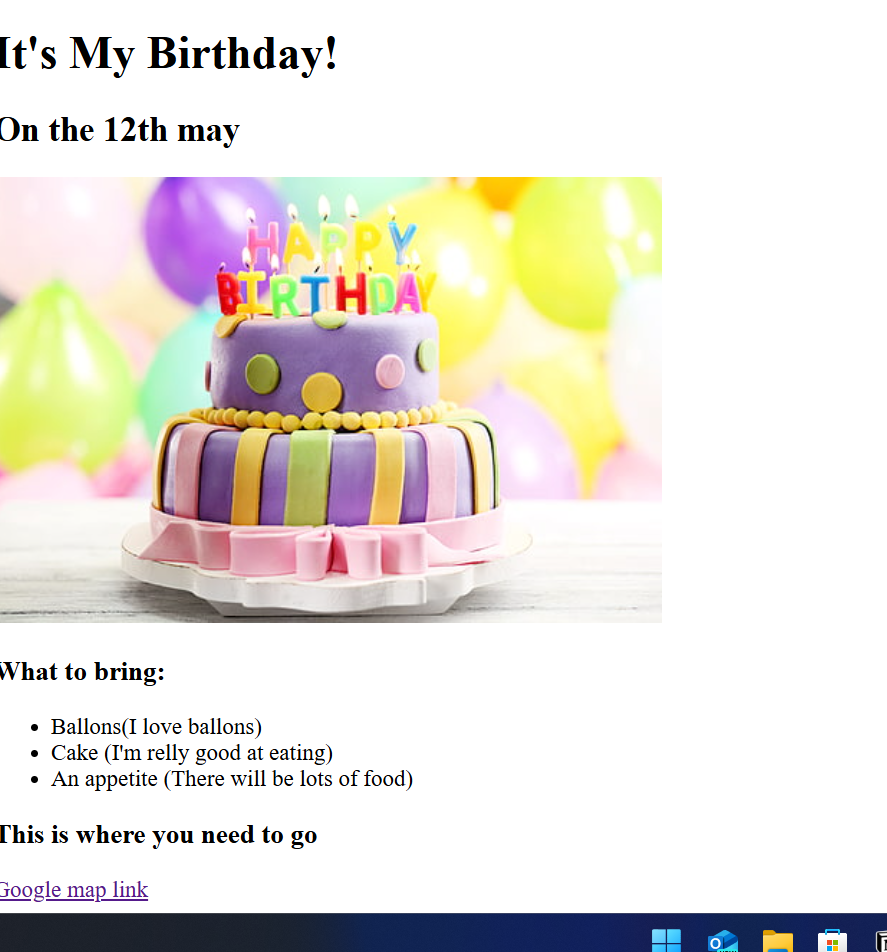 It's My Birthday!
On the 12th may
HAPPY
BIRTHDAY
What to bring:
Ballons(I love ballons)
Cake (I'm relly good at eating)
An appetite (There will be lots of food)
This is where you need to go
Google map link